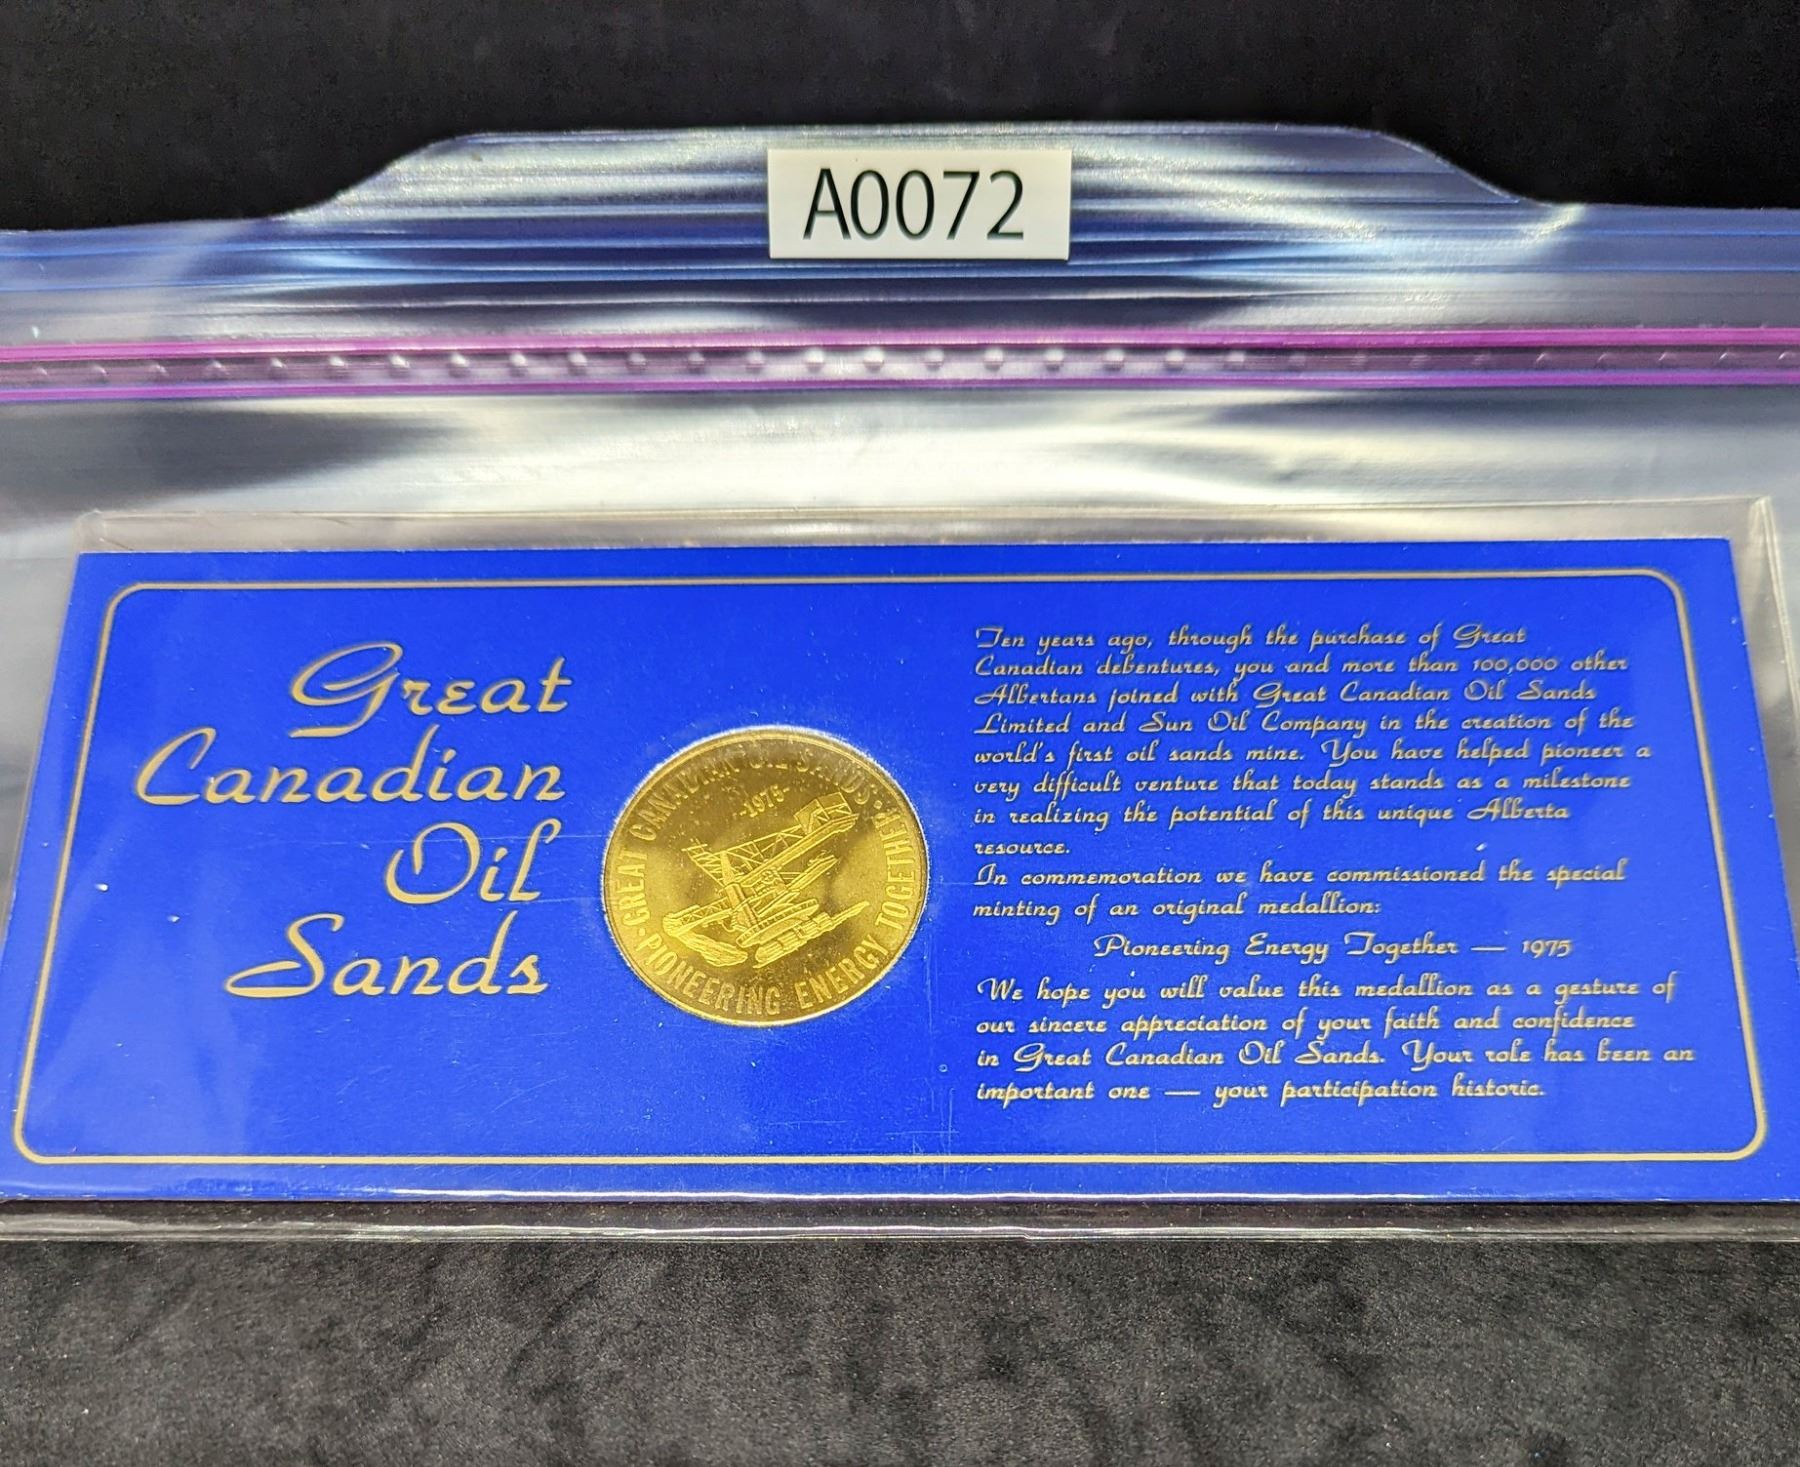 A0072
Great
Canadian
Oil
Sands
GREAT CANADIAN OIL SANDS
-1975-
PIONEERING ENERGY TOGETHER
Ten years ago, through the purchase of Great
Canadian debentures, you and more than 100,000 other
Albertans joined with Great Canadian Oil Sands
Limited and Sun Oil Company in the creation of the
world's first oil sands mine. You have helped pioneer a
very difficult venture that today stands as a milestone
in realizing the potential of this unique Alberta
resource.
In commemoration we have commissioned the special
minting of an original medallion:
Pioneering Energy Together — 1975
We hope you will value this medallion as a gesture of
our sincere appreciation of your faith and confidence
in Great Canadian Oil Sands. Your role has been an
important one — your participation historic.